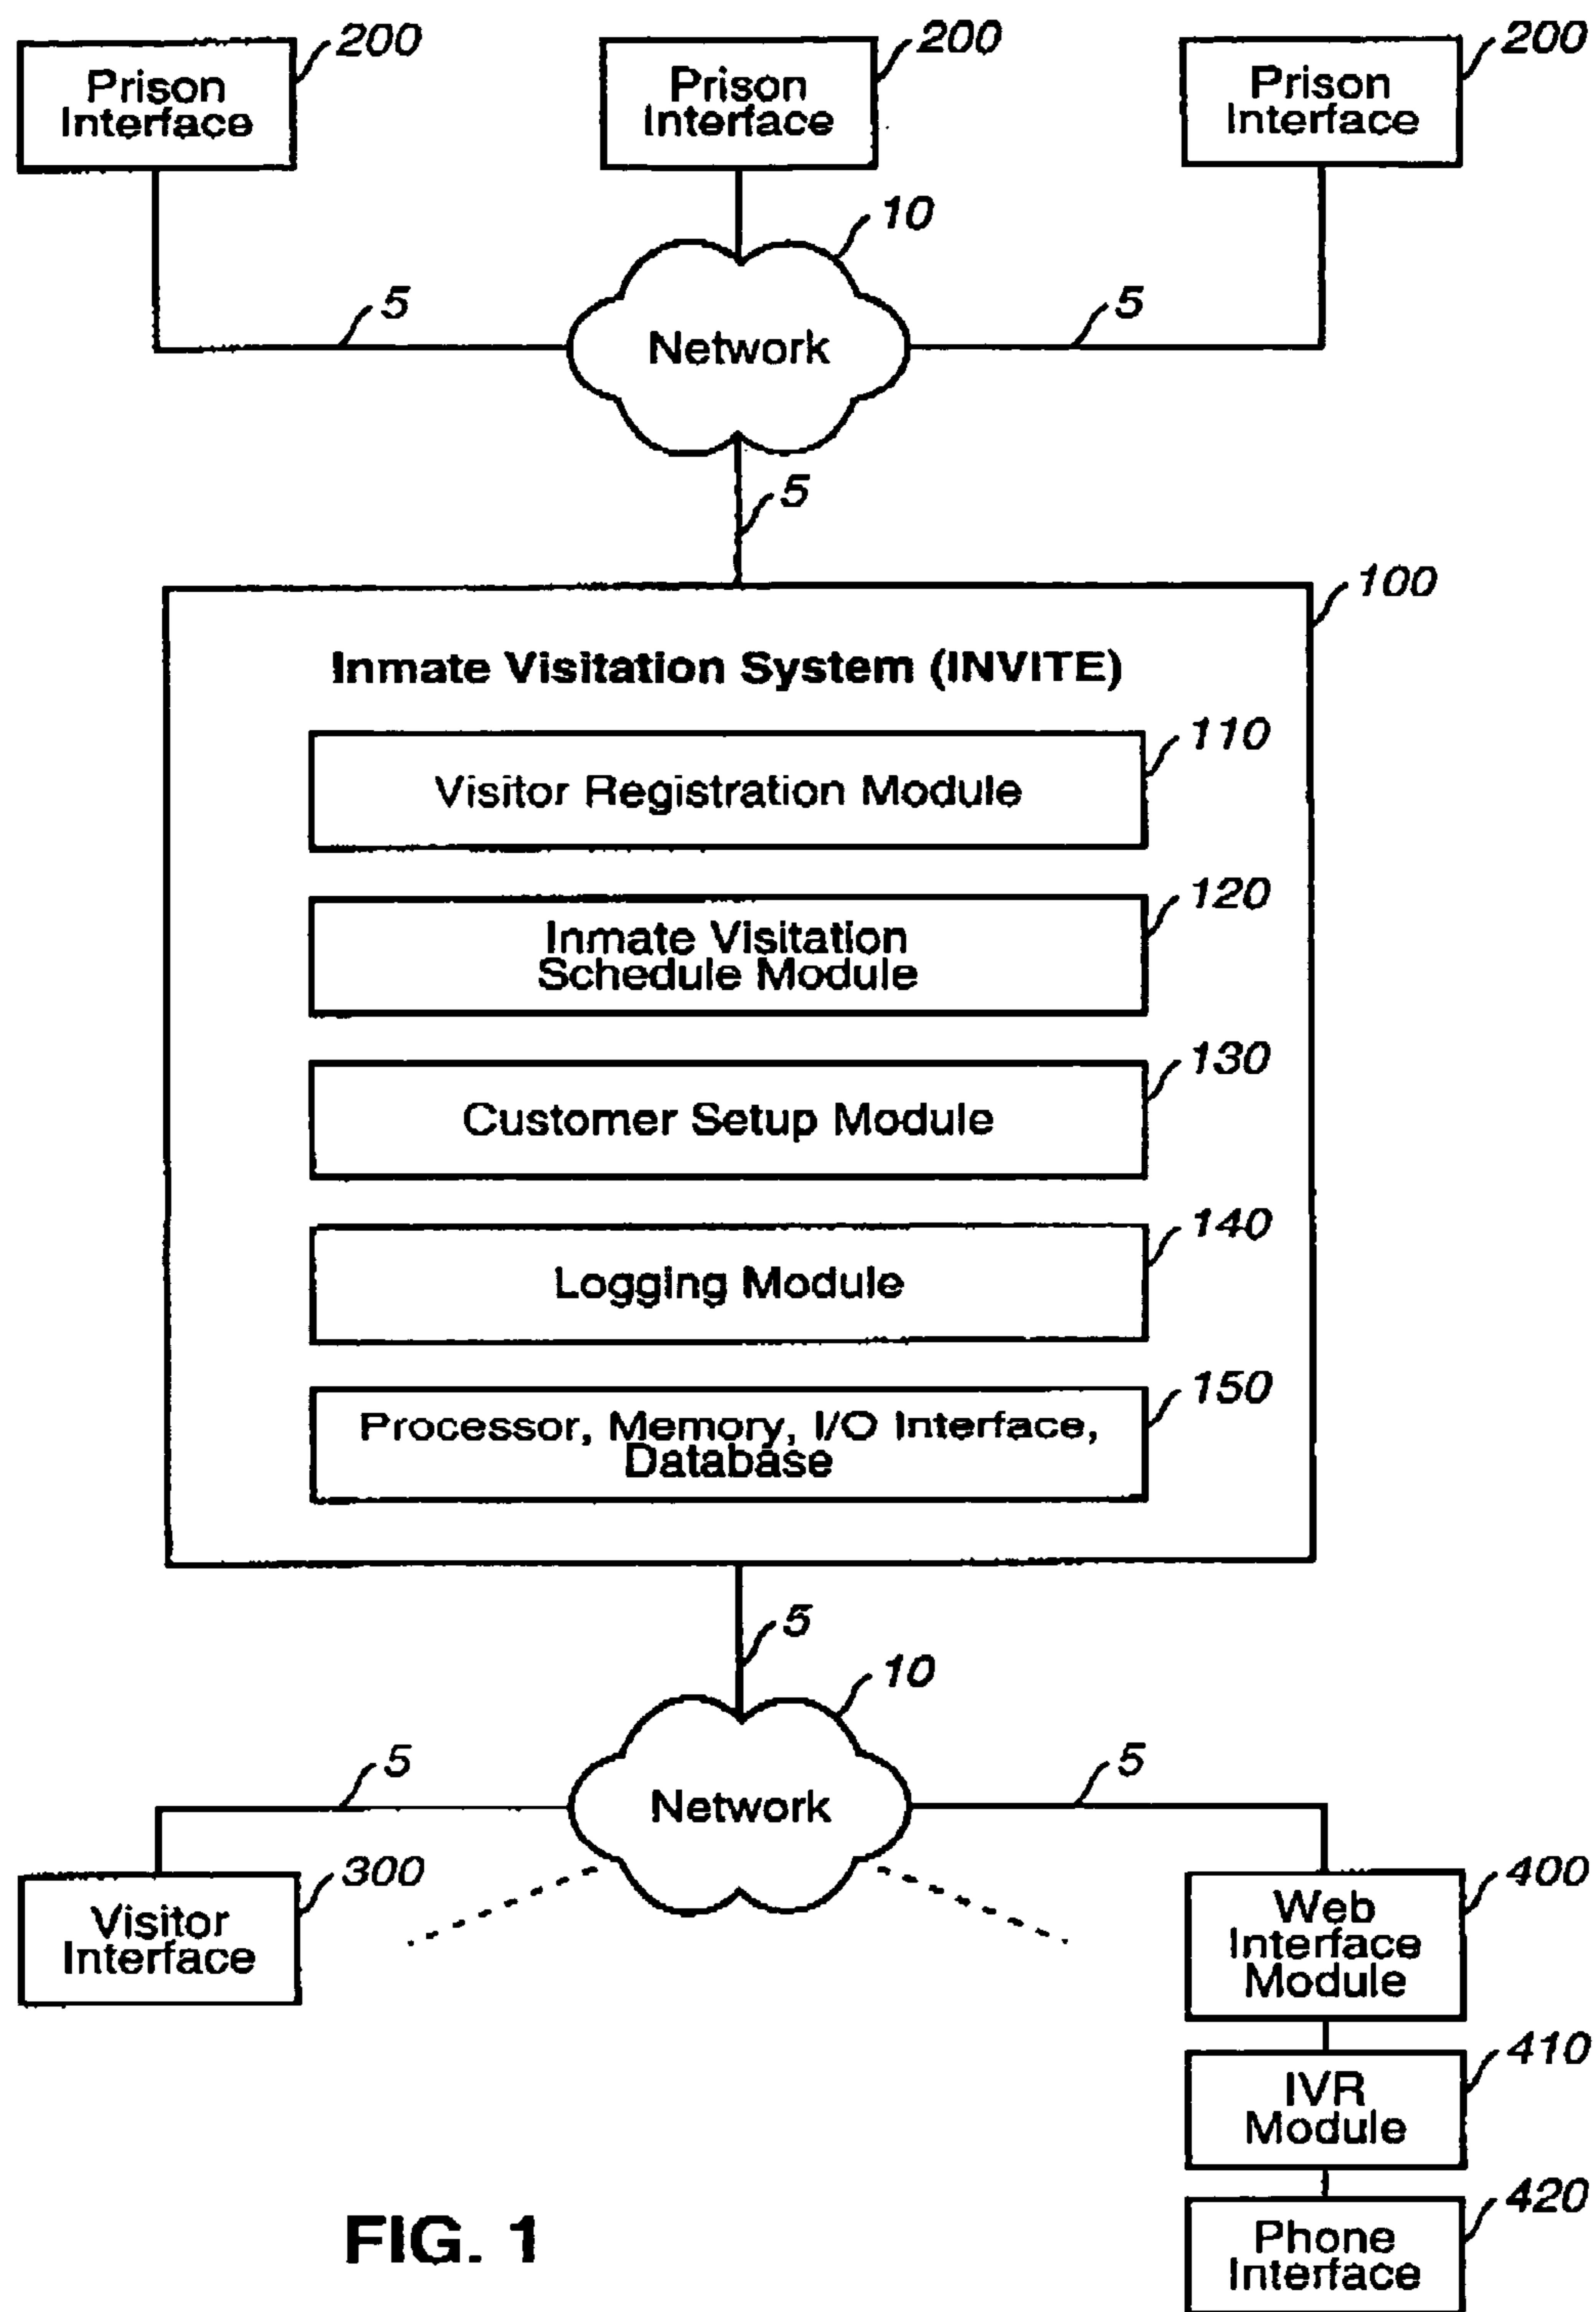 200
200
200
Prison
Interface
Prison
Interface
Prison
Interface
10
5
Network
5
5
100
Inmate Visitation System (INVITE)
110
Visitor Registration Module
120
Inmate Visitation
Schedule Module
130
Customer Setup Module
140
Logging Module
150
Processor, Memory, I/O Interface,
Database
5
10
5
Network
5
300
Visitor
Interface
400
Web
Interface
Module
410
IVR
Module
420
Phone
Interface
FIG. 1